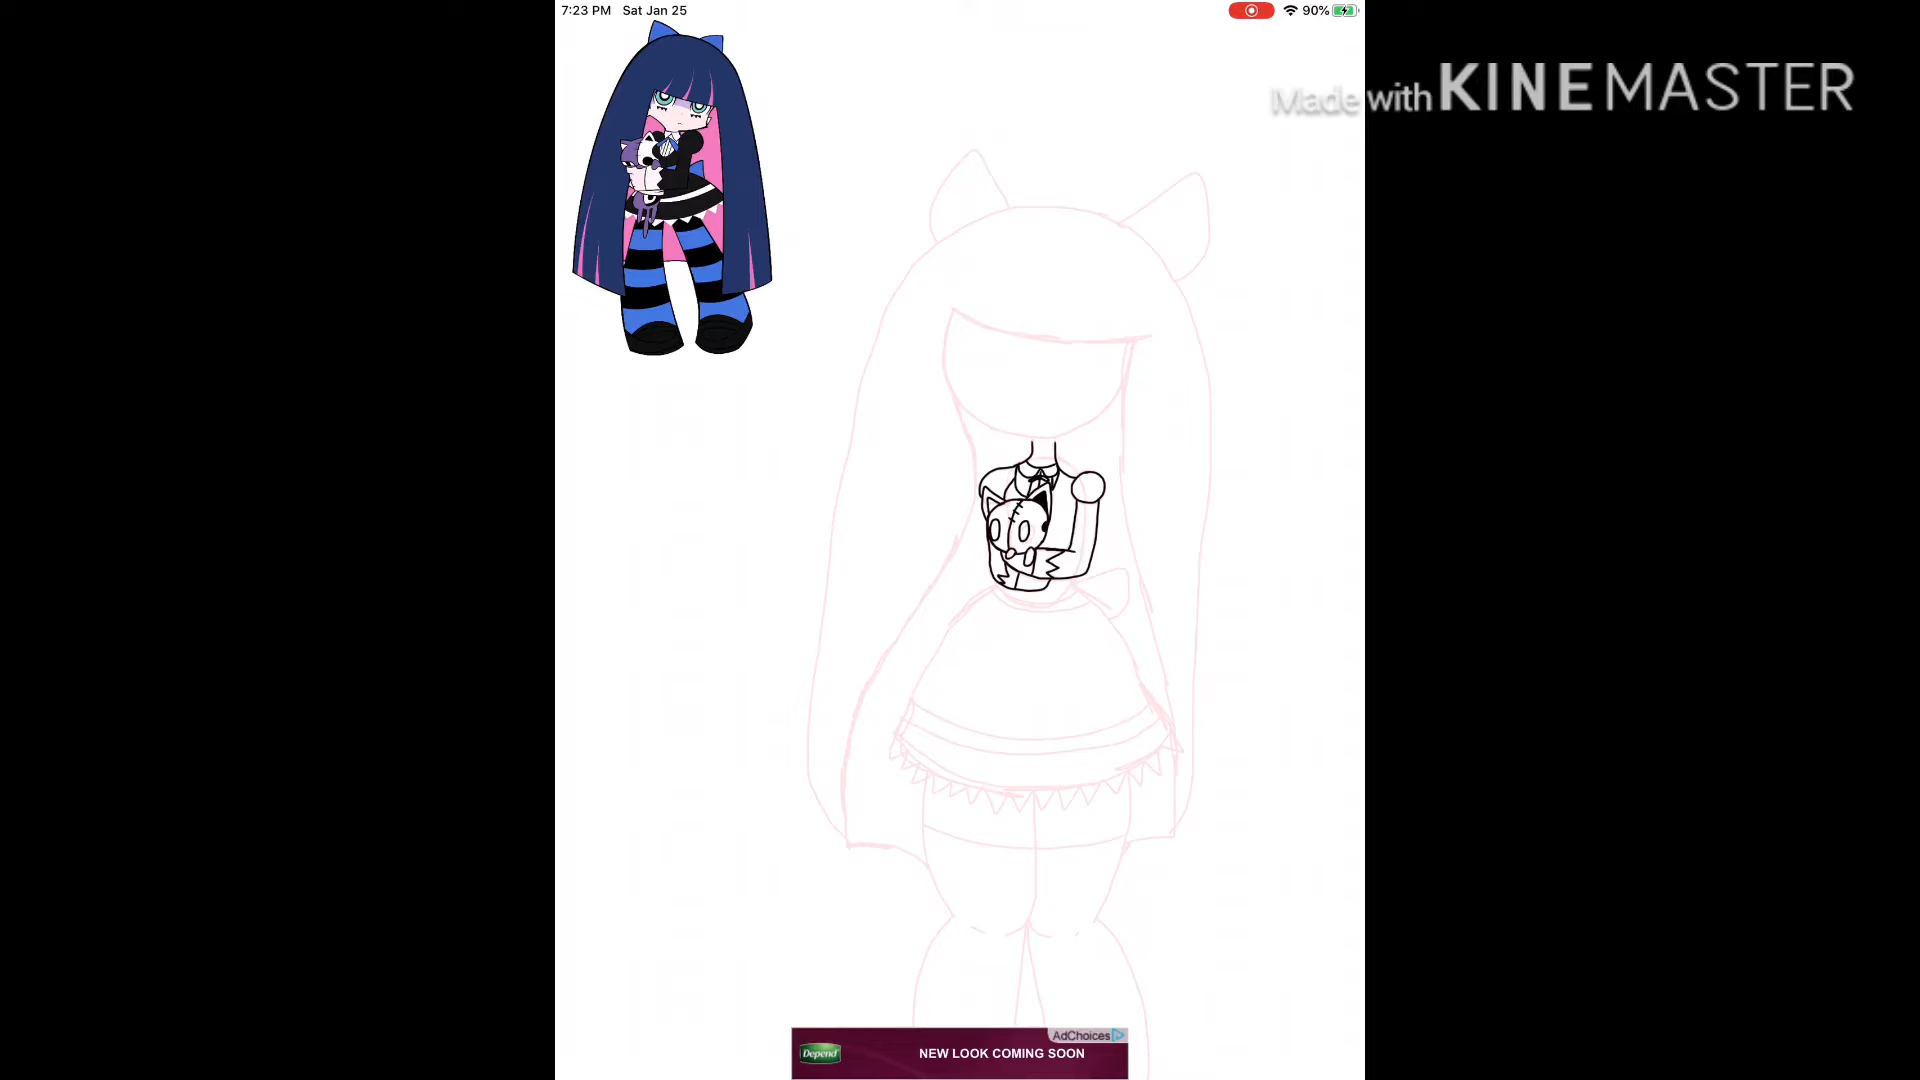 7:23 PM Sat Jan 25
90%
Made with KINEMASTER
AdChoices
Depend
NEW LOOK COMING SOON